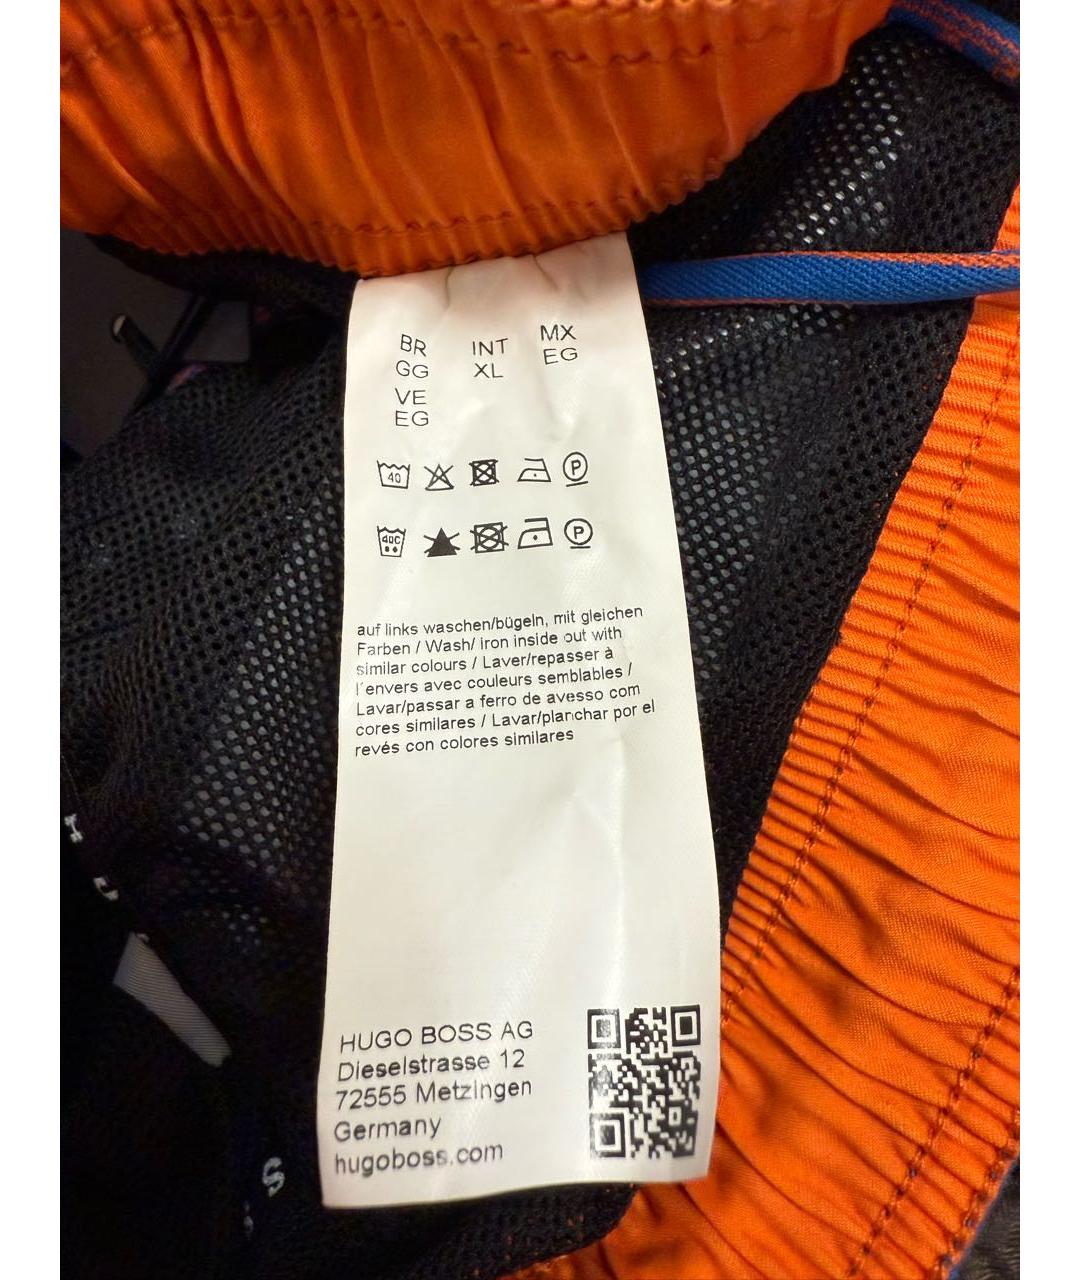 BR
GG
INT
XL
MX
EG
VE
EG
40
P
40C
P
auf links waschen/bügeln, mit gleichen
Farben / Wash/ iron inside out with
similar colours / Laver/repasser à
l'envers avec couleurs semblables /
Lavar/passar a ferro de avesso com
cores similares / Lavar/planchar por el
revés con colores similares
HUGO BOSS AG
Dieselstrasse 12
72555 Metzingen
Germany
hugoboss.com